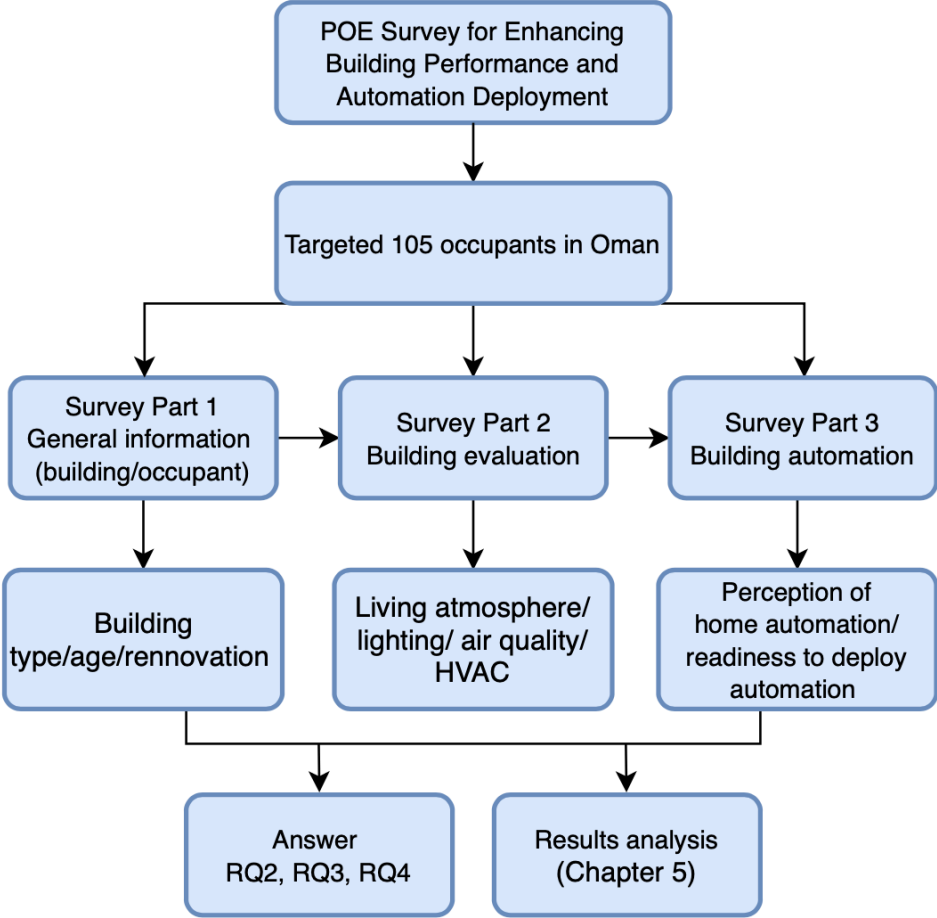 POE Survey for Enhancing
Building Performance and
Automation Deployment
Targeted 105 occupants in Oman
Survey Part 1
General information
(building/occupant)
Survey Part 2
Building evaluation
Survey Part 3
Building automation
Building
type/age/rennovation
Living atmosphere/
lighting/ air quality/
HVAC
Perception of
home automation/
readiness to deploy
automation
Answer
RQ2, RQ3, RQ4
Results analysis
(Chapter 5)